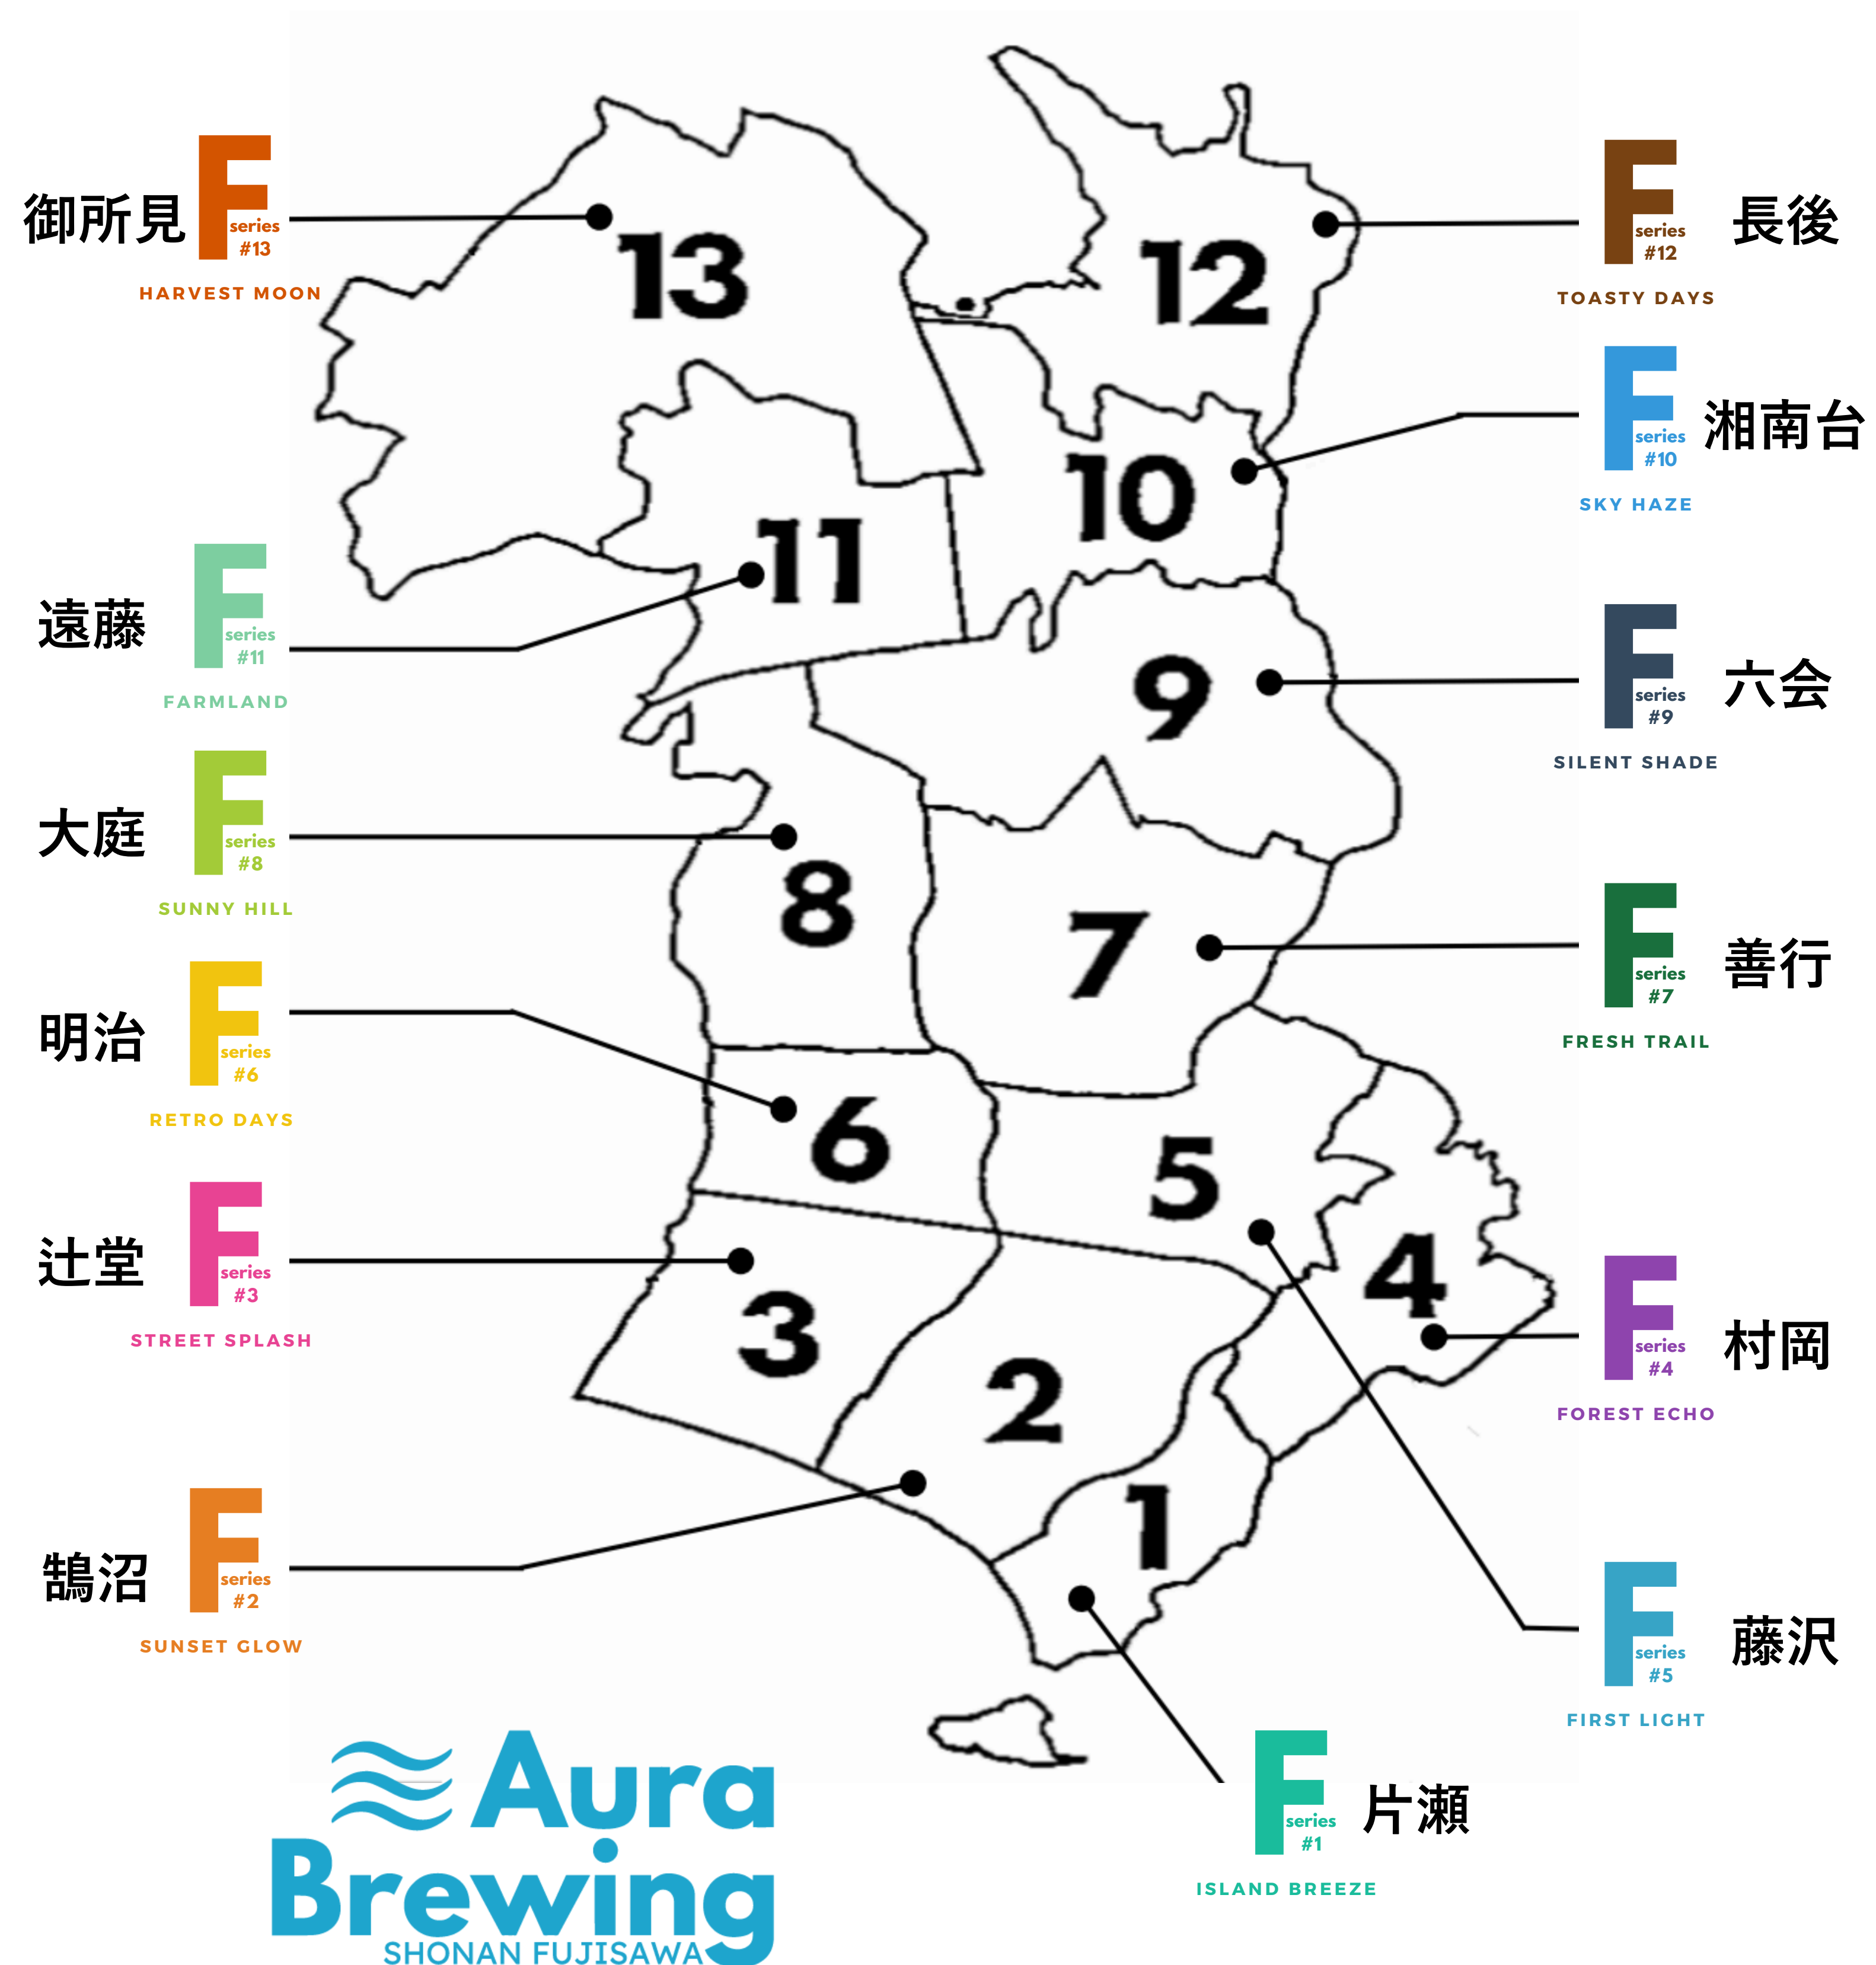 御所見
series
#13
HARVEST MOON
遠藤
series
#11
FARMLAND
大庭
series
#8
SUNNY HILL
明治
series
#6
RETRO DAYS
辻堂
series
#3
STREET SPLASH
鵠沼
series
#2
SUNSET GLOW
13
12
10
11
9
8
7
6
5
4
3
2
1
F
series
#12
長後
TOASTY DAYS
F
series
#10
湘南台
SKY HAZE
F
series
#9
六会
SILENT SHADE
F
series
#7
善行
FRESH TRAIL
F
series
#4
村岡
FOREST ECHO
F
series
#5
藤沢
FIRST LIGHT
F
series
#1
片瀬
ISLAND BREEZE
Aura
Brewing
SHONAN FUJISAWA